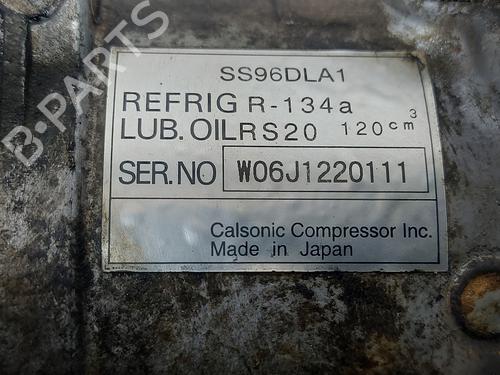 SS96DLA1
REFRIG R-134a
LUB. OIL RS20 120cm³
SER. NO W06J1220111
Calsonic Compressor Inc.
Made in Japan
B-PARTS